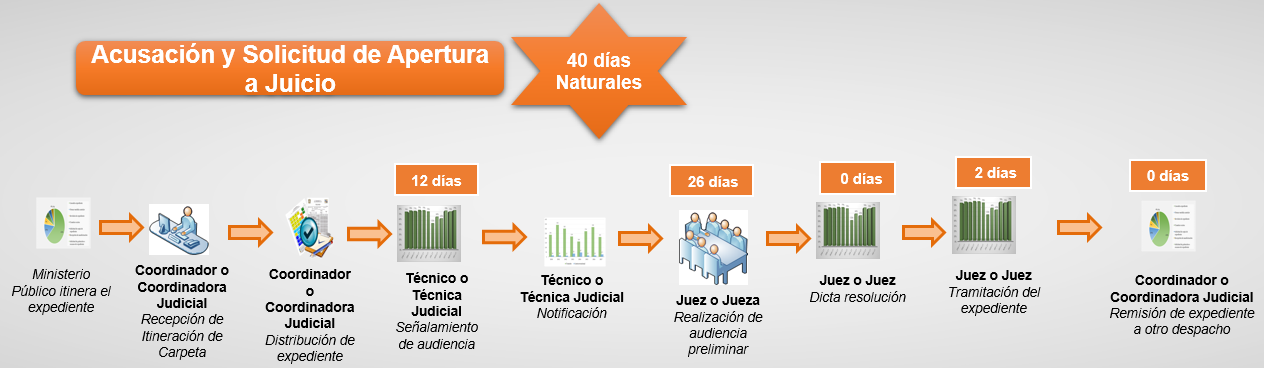 Acusación y Solicitud de Apertura
a Juicio
40 días
Naturales
12 días
26 días
0 días
2 días
0 días
Ministerio
Público itinera el
expediente
Coordinador o
Coordinadora
Judicial
Recepción de
Itineración de
Carpeta
Coordinador
o
Coordinadora
Judicial
Distribución de
expediente
Técnico o
Técnica
Judicial
Señalamiento
de audiencia
Técnico o
Técnica Judicial
Notificación
Juez o Jueza
Realización de
audiencia
preliminar
Juez o Juez
Dicta resolución
Juez o Juez
Tramitación del
expediente
Coordinador o
Coordinadora Judicial
Remisión de expediente
a otro despacho